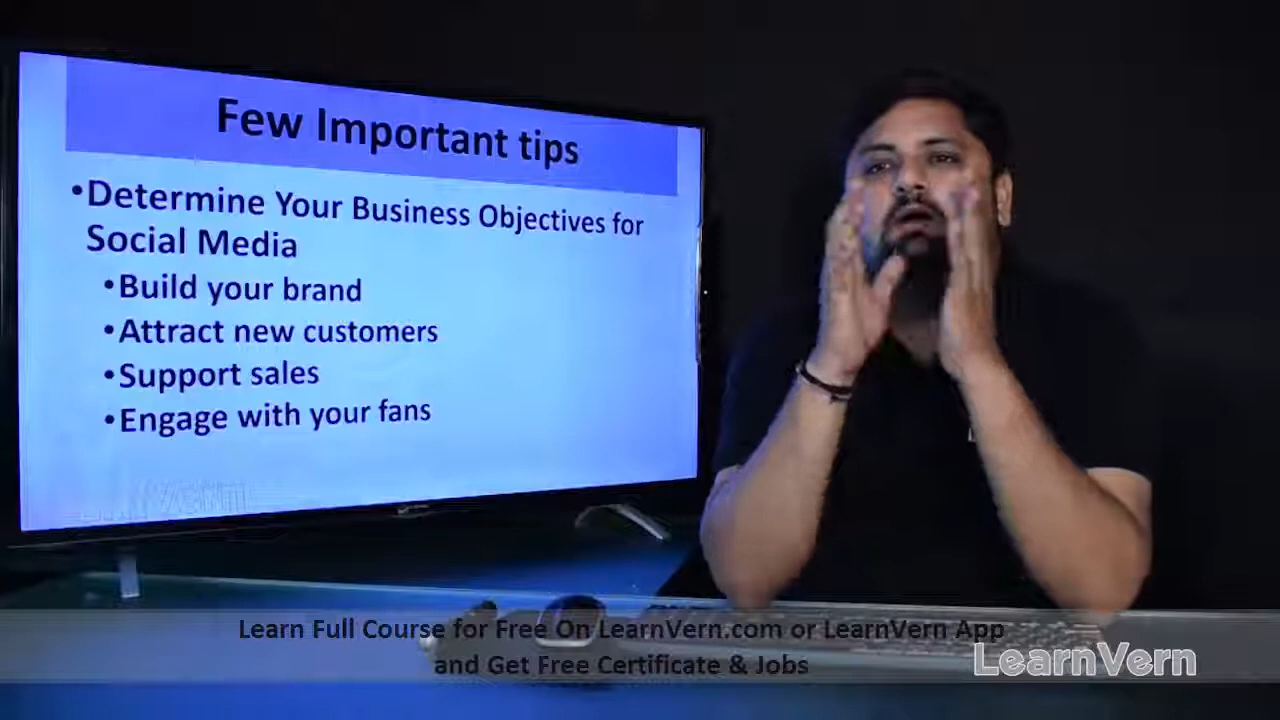 Few Important tips
•Determine Your Business Objectives for
Social Media
•Build your brand
•Attract new customers
•Support sales
•Engage with your fans
Learn Full Course for Free On LearnVern.com or LearnVern App
and Get Free Certificate & Jobs
LearnVern